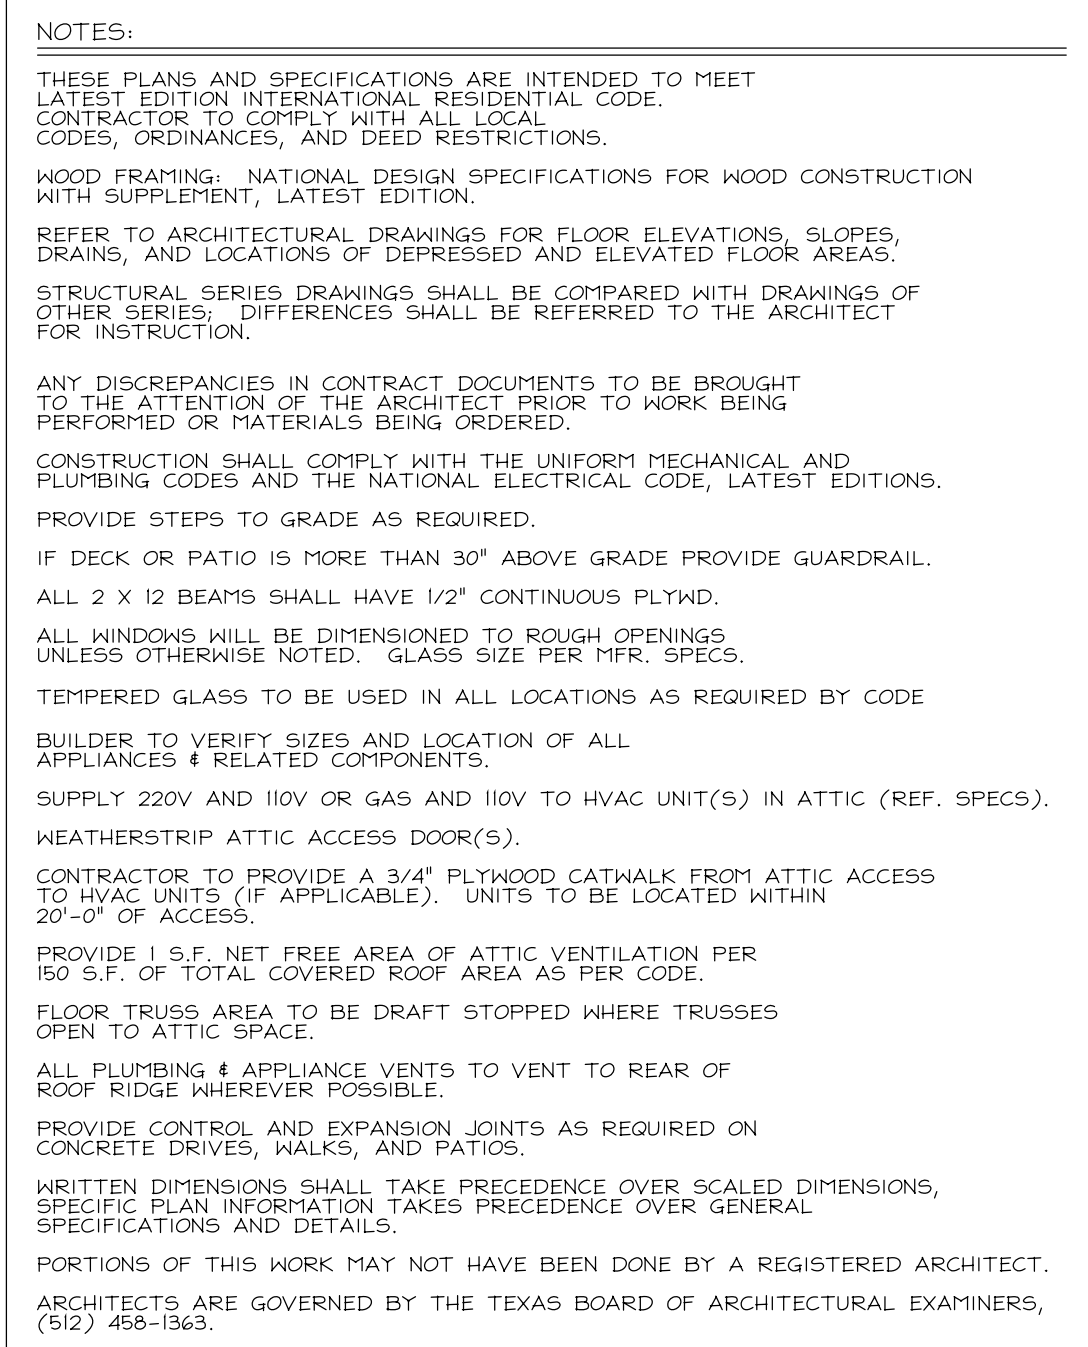 NOTES:
THESE PLANS AND SPECIFICATIONS ARE INTENDED TO MEET
LATEST EDITION INTERNATIONAL RESIDENTIAL CODE.
CONTRACTOR TO COMPLY WITH ALL LOCAL
CODES, ORDINANCES, AND DEED RESTRICTIONS.
WOOD FRAMING:  NATIONAL DESIGN SPECIFICATIONS FOR WOOD CONSTRUCTION
WITH SUPPLEMENT, LATEST EDITION.
REFER TO ARCHITECTURAL DRAWINGS FOR FLOOR ELEVATIONS, SLOPES,
DRAINS, AND LOCATIONS OF DEPRESSED AND ELEVATED FLOOR AREAS.
STRUCTURAL SERIES DRAWINGS SHALL BE COMPARED WITH DRAWINGS OF
OTHER SERIES;  DIFFERENCES SHALL BE REFERRED TO THE ARCHITECT
FOR INSTRUCTION.
ANY DISCREPANCIES IN CONTRACT DOCUMENTS TO BE BROUGHT
TO THE ATTENTION OF THE ARCHITECT PRIOR TO WORK BEING
PERFORMED OR MATERIALS BEING ORDERED.
CONSTRUCTION SHALL COMPLY WITH THE UNIFORM MECHANICAL AND
PLUMBING CODES AND THE NATIONAL ELECTRICAL CODE, LATEST EDITIONS.
PROVIDE STEPS TO GRADE AS REQUIRED.
IF DECK OR PATIO IS MORE THAN 30" ABOVE GRADE PROVIDE GUARDRAIL.
ALL 2 X 12 BEAMS SHALL HAVE 1/2" CONTINUOUS PLYWD.
ALL WINDOWS WILL BE DIMENSIONED TO ROUGH OPENINGS
UNLESS OTHERWISE NOTED.  GLASS SIZE PER MFR. SPECS.
TEMPERED GLASS TO BE USED IN ALL LOCATIONS AS REQUIRED BY CODE
BUILDER TO VERIFY SIZES AND LOCATION OF ALL
APPLIANCES & RELATED COMPONENTS.
SUPPLY 220V AND 110V OR GAS AND 110V TO HVAC UNIT(S) IN ATTIC (REF. SPECS).
WEATHERSTRIP ATTIC ACCESS DOOR(S).
CONTRACTOR TO PROVIDE A 3/4" PLYWOOD CATWALK FROM ATTIC ACCESS
TO HVAC UNITS (IF APPLICABLE).  UNITS TO BE LOCATED WITHIN
20'-0" OF ACCESS.
PROVIDE 1 S.F. NET FREE AREA OF ATTIC VENTILATION PER
150 S.F. OF TOTAL COVERED ROOF AREA AS PER CODE.
FLOOR TRUSS AREA TO BE DRAFT STOPPED WHERE TRUSSES
OPEN TO ATTIC SPACE.
ALL PLUMBING & APPLIANCE VENTS TO VENT TO REAR OF
ROOF RIDGE WHEREVER POSSIBLE.
PROVIDE CONTROL AND EXPANSION JOINTS AS REQUIRED ON
CONCRETE DRIVES, WALKS, AND PATIOS.
WRITTEN DIMENSIONS SHALL TAKE PRECEDENCE OVER SCALED DIMENSIONS,
SPECIFIC PLAN INFORMATION TAKES PRECEDENCE OVER GENERAL
SPECIFICATIONS AND DETAILS.
PORTIONS OF THIS WORK MAY NOT HAVE BEEN DONE BY A REGISTERED ARCHITECT.
ARCHITECTS ARE GOVERNED BY THE TEXAS BOARD OF ARCHITECTURAL EXAMINERS,
(512) 458-1363.